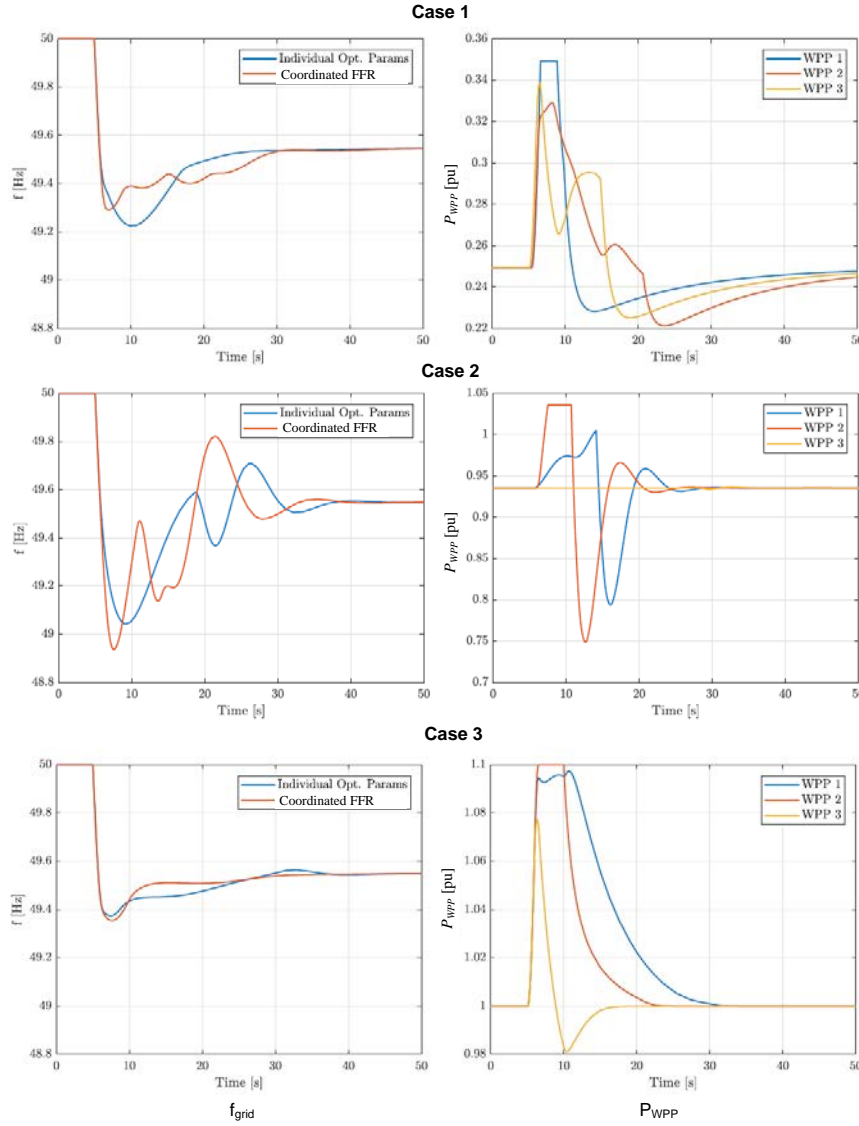 Case 1
50
49.8
49.6
49.4
49.2
49
48.8
f [Hz]
0
10
20
30
40
50
Time [s]
Individual Opt. Params
Coordinated FFR
0.36
0.34
0.32
0.3
0.28
0.26
0.24
0.22
P_WPP [pu]
0
10
20
30
40
50
Time [s]
WPP 1
WPP 2
WPP 3
Case 2
50
49.8
49.6
49.4
49.2
49
48.8
f [Hz]
0
10
20
30
40
50
Time [s]
Individual Opt. Params
Coordinated FFR
1.05
1
0.95
0.9
0.85
0.8
0.75
0.7
P_WPP [pu]
0
10
20
30
40
50
Time [s]
WPP 1
WPP 2
WPP 3
Case 3
50
49.8
49.6
49.4
49.2
49
48.8
f [Hz]
0
10
20
30
40
50
Time [s]
Individual Opt. Params
Coordinated FFR
1.1
1.08
1.06
1.04
1.02
1
0.98
P_WPP [pu]
0
10
20
30
40
50
Time [s]
WPP 1
WPP 2
WPP 3
f_grid
P_WPP